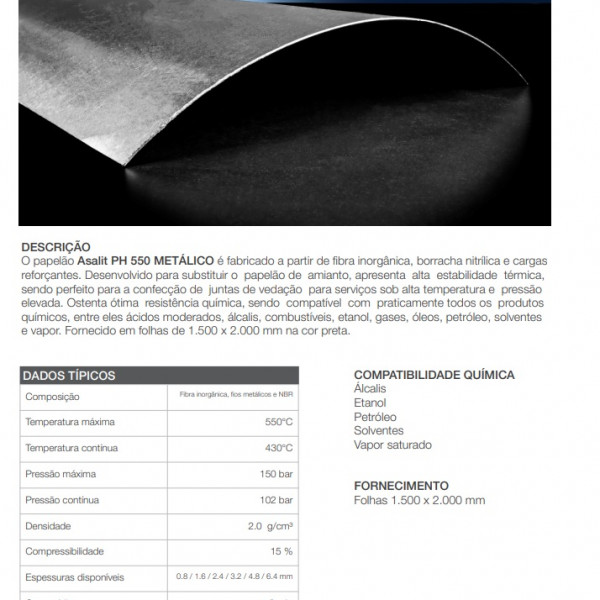 DESCRIÇÃO
O papelão Asalit PH 550 METÁLICO é fabricado a partir de fibra inorgânica, borracha nitrílica e cargas
reforçantes. Desenvolvido para substituir o papelão de amianto, apresenta alta estabilidade térmica,
sendo perfeito para a confecção de juntas de vedação para serviços sob alta temperatura e pressão
elevada. Ostenta ótima resistência química, sendo compatível com praticamente todos os produtos
químicos, entre eles ácidos moderados, álcalis, combustíveis, etanol, gases, óleos, petróleo, solventes
e vapor. Fornecido em folhas de 1.500 x 2.000 mm na cor preta.
DADOS TÍPICOS
Composição Fibra inorgânica, fios metálicos e NBR
Temperatura máxima 550°C
Temperatura contínua 430°C
Pressão máxima 150 bar
Pressão contínua 102 bar
Densidade 2.0 g/cm³
Compressibilidade 15 %
Espessuras disponíveis 0.8 / 1.6 / 2.4 / 3.2 / 4.8 / 6.4 mm
COMPATIBILIDADE QUÍMICA
Álcalis
Etanol
Petróleo
Solventes
Vapor saturado
FORNECIMENTO
Folhas 1.500 x 2.000 mm